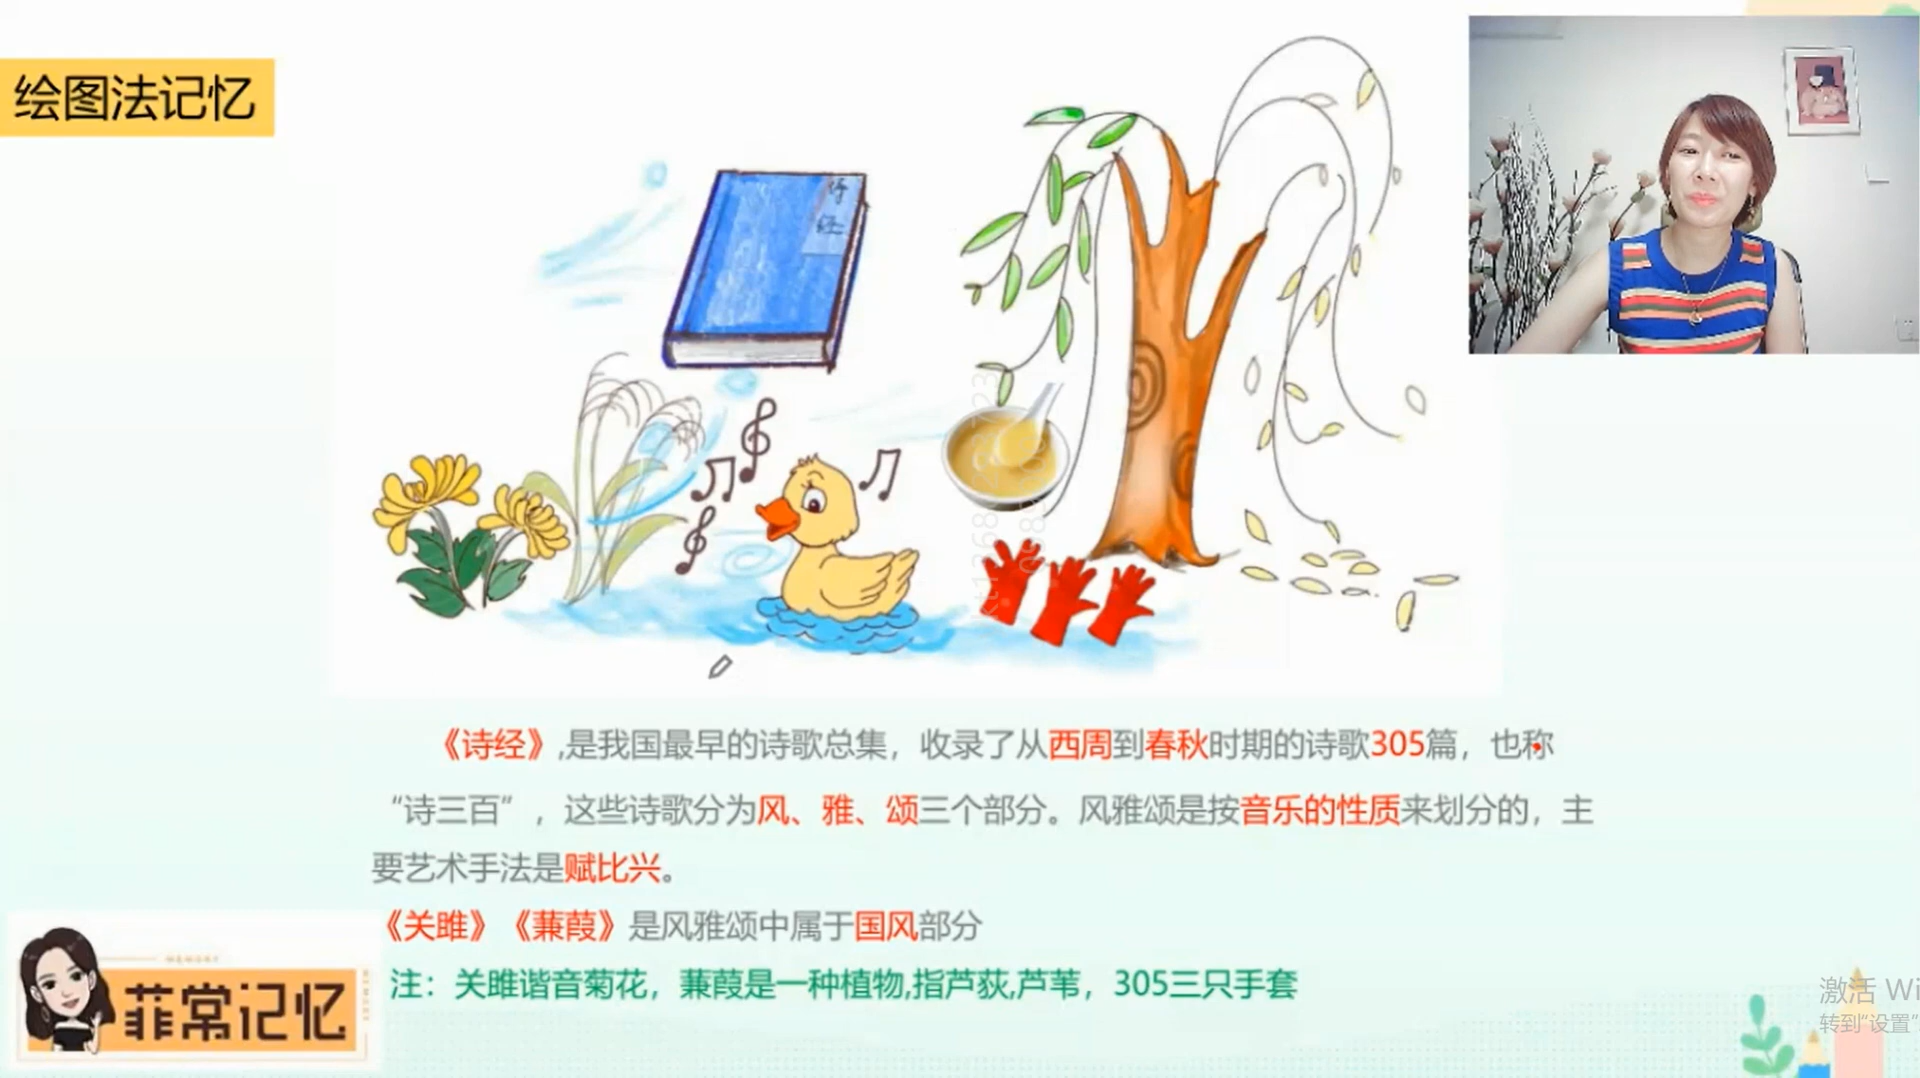 绘图法记忆
诗
经
《诗经》,是我国最早的诗歌总集，收录了从西周到春秋时期的诗歌305篇，也称
“诗三百”，这些诗歌分为风、雅、颂三个部分。风雅颂是按音乐的性质来划分的，主
要艺术手法是赋比兴。
《关雎》《蒹葭》是风雅颂中属于国风部分
注：关雎谐音菊花，蒹葭是一种植物,指芦荻,芦苇，305三只手套
MEMORY
菲常记忆
激活 Wi
转到“设置”